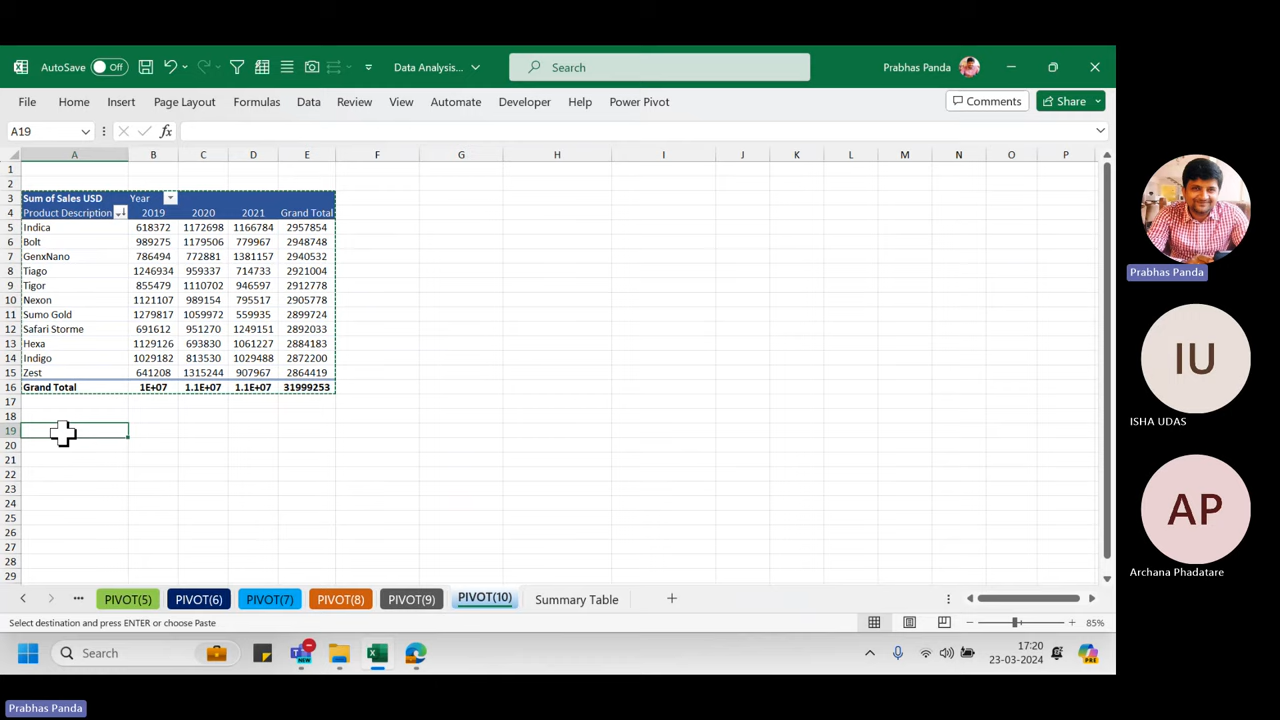 AutoSave Off Data Analysis... Search Prabhas Panda
File Home Insert Page Layout Formulas Data Review View Automate Developer Help Power Pivot Comments Share
A19 fx
A B C D E F G H I J K L M N O P
1
2
3 Sum of Sales USD Year
4 Product Description 2019 2020 2021 Grand Total
5 Indica 618372 1172698 1166784 2957854
6 Bolt 989275 1179506 779967 2948748
7 GenxNano 786494 772881 1381157 2940532
8 Tiago 1246934 959337 714733 2921004
9 Tigor 855479 1110702 946597 2912778
10 Nexon 1121107 989154 795517 2905778
11 Sumo Gold 1279817 1059972 559935 2899724
12 Safari Storme 691612 951270 1249151 2892033
13 Hexa 1129126 693830 1061227 2884183
14 Indigo 1029182 813530 1029488 2872200
15 Zest 641208 1315244 907967 2864419
16 Grand Total 1E+07 1.1E+07 1.1E+07 31999253
17
18
19
20
21
22
23
24
25
26
27
28
29
PIVOT(5) PIVOT(6) PIVOT(7) PIVOT(8) PIVOT(9) PIVOT(10) Summary Table
Select destination and press ENTER or choose Paste 85%
Search NEW 17:20 PRE
23-03-2024
Prabhas Panda
Prabhas Panda
IU
ISHA UDAS
AP
Archana Phadatare